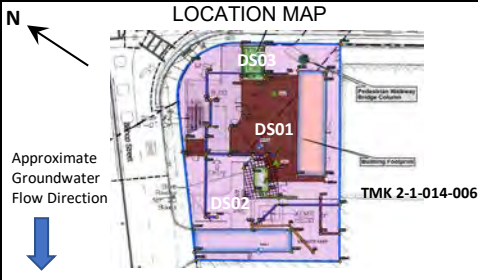 LOCATION MAP
N
DS03
Pedestrian Walkway
Bridge Column
DS01
Building Footprint
Approximate
Groundwater
Flow Direction
TMK 2-1-014-006
DS02